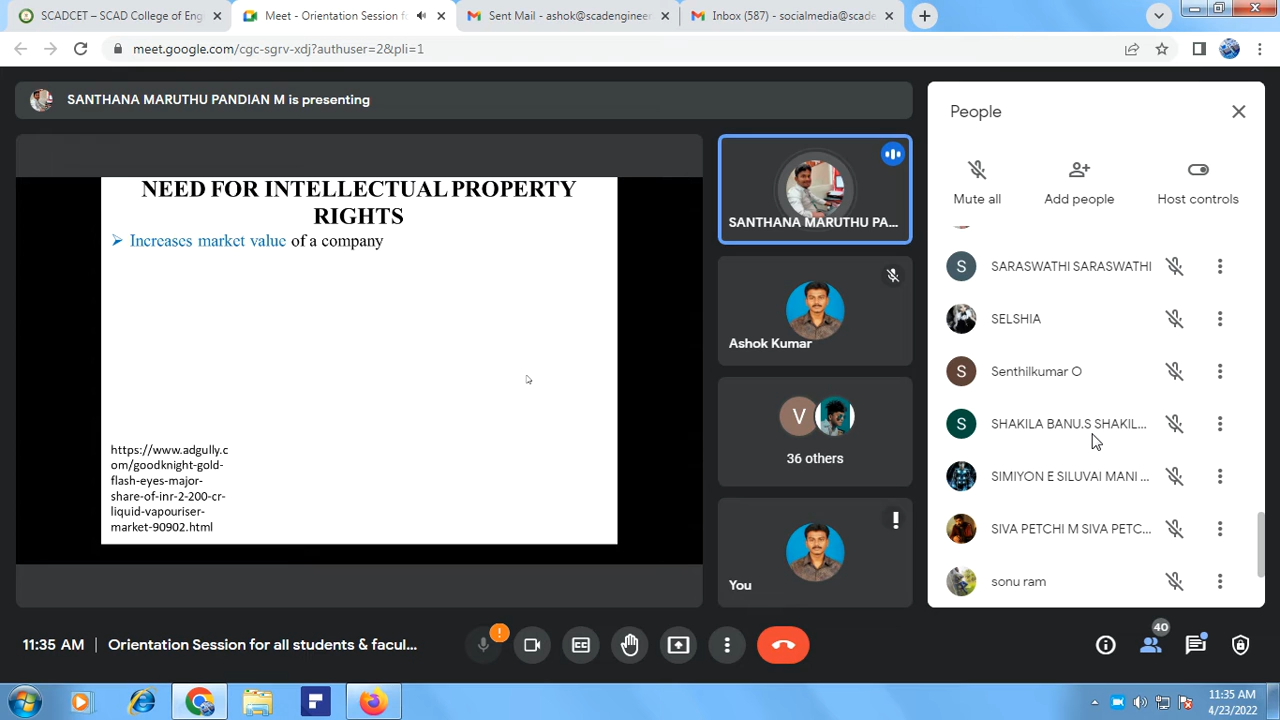 SCADCET – SCAD College of Eng
Meet - Orientation Session fo
Sent Mail - ashok@scadengineer
Inbox (587) - socialmedia@scade
meet.google.com/cgc-sgrv-xdj?authuser=2&pli=1
SANTHANA MARUTHU PANDIAN M is presenting
NEED FOR INTELLECTUAL PROPERTY
RIGHTS
Increases market value of a company
https://www.adgully.c
om/goodknight-gold-
flash-eyes-major-
share-of-inr-2-200-cr-
liquid-vapouriser-
market-90902.html
SANTHANA MARUTHU PA...
Ashok Kumar
V
36 others
You
People
Mute all
Add people
Host controls
S
SARASWATHI SARASWATHI
SELSHIA
S
Senthilkumar O
S
SHAKILA BANU.S SHAKIL...
SIMIYON E SILUVAI MANI ...
SIVA PETCHI M SIVA PETC...
sonu ram
11:35 AM | Orientation Session for all students & facul...
CC
40
11:35 AM
4/23/2022